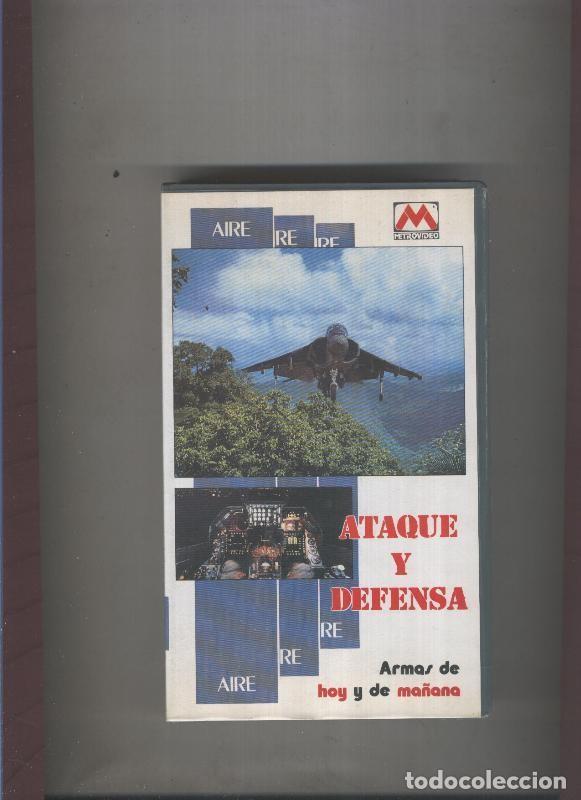 AIRE
RE
RE
METROVIDEO
ATAQUE
Y
DEFENSA
RE
RE
AIRE
Armas de
hoy y de mañana
todocoleccion